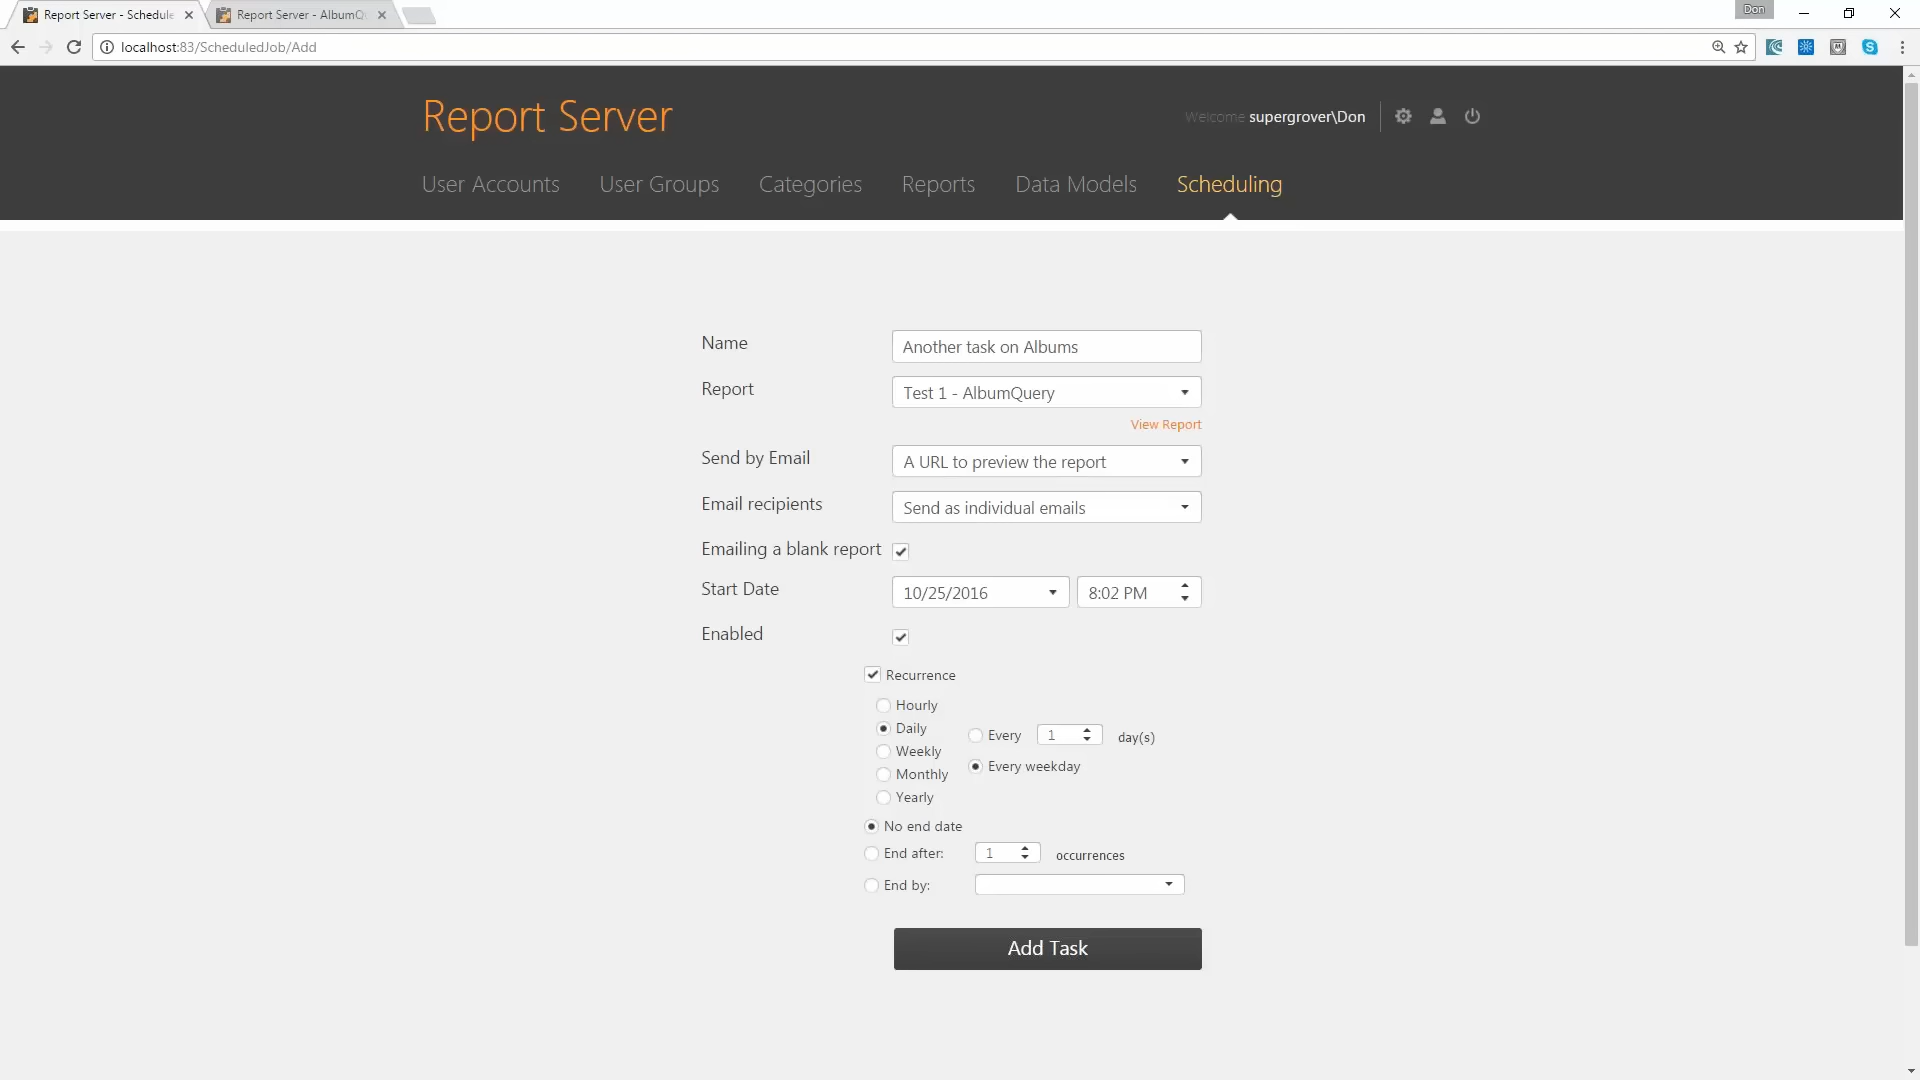 Report Server - Schedule
Report Server - AlbumQ
Don
localhost:83/ScheduledJob/Add
Report Server
Welcome supergrover\Don
User Accounts User Groups Categories Reports Data Models Scheduling
Name Another task on Albums
Report Test 1 - AlbumQuery
View Report
Send by Email A URL to preview the report
Email recipients Send as individual emails
Emailing a blank report
Start Date 10/25/2016 8:02 PM
Enabled
Recurrence
Hourly
Daily
Every 1 day(s)
Weekly
Every weekday
Monthly
Yearly
No end date
End after: 1 occurrences
End by:
Add Task